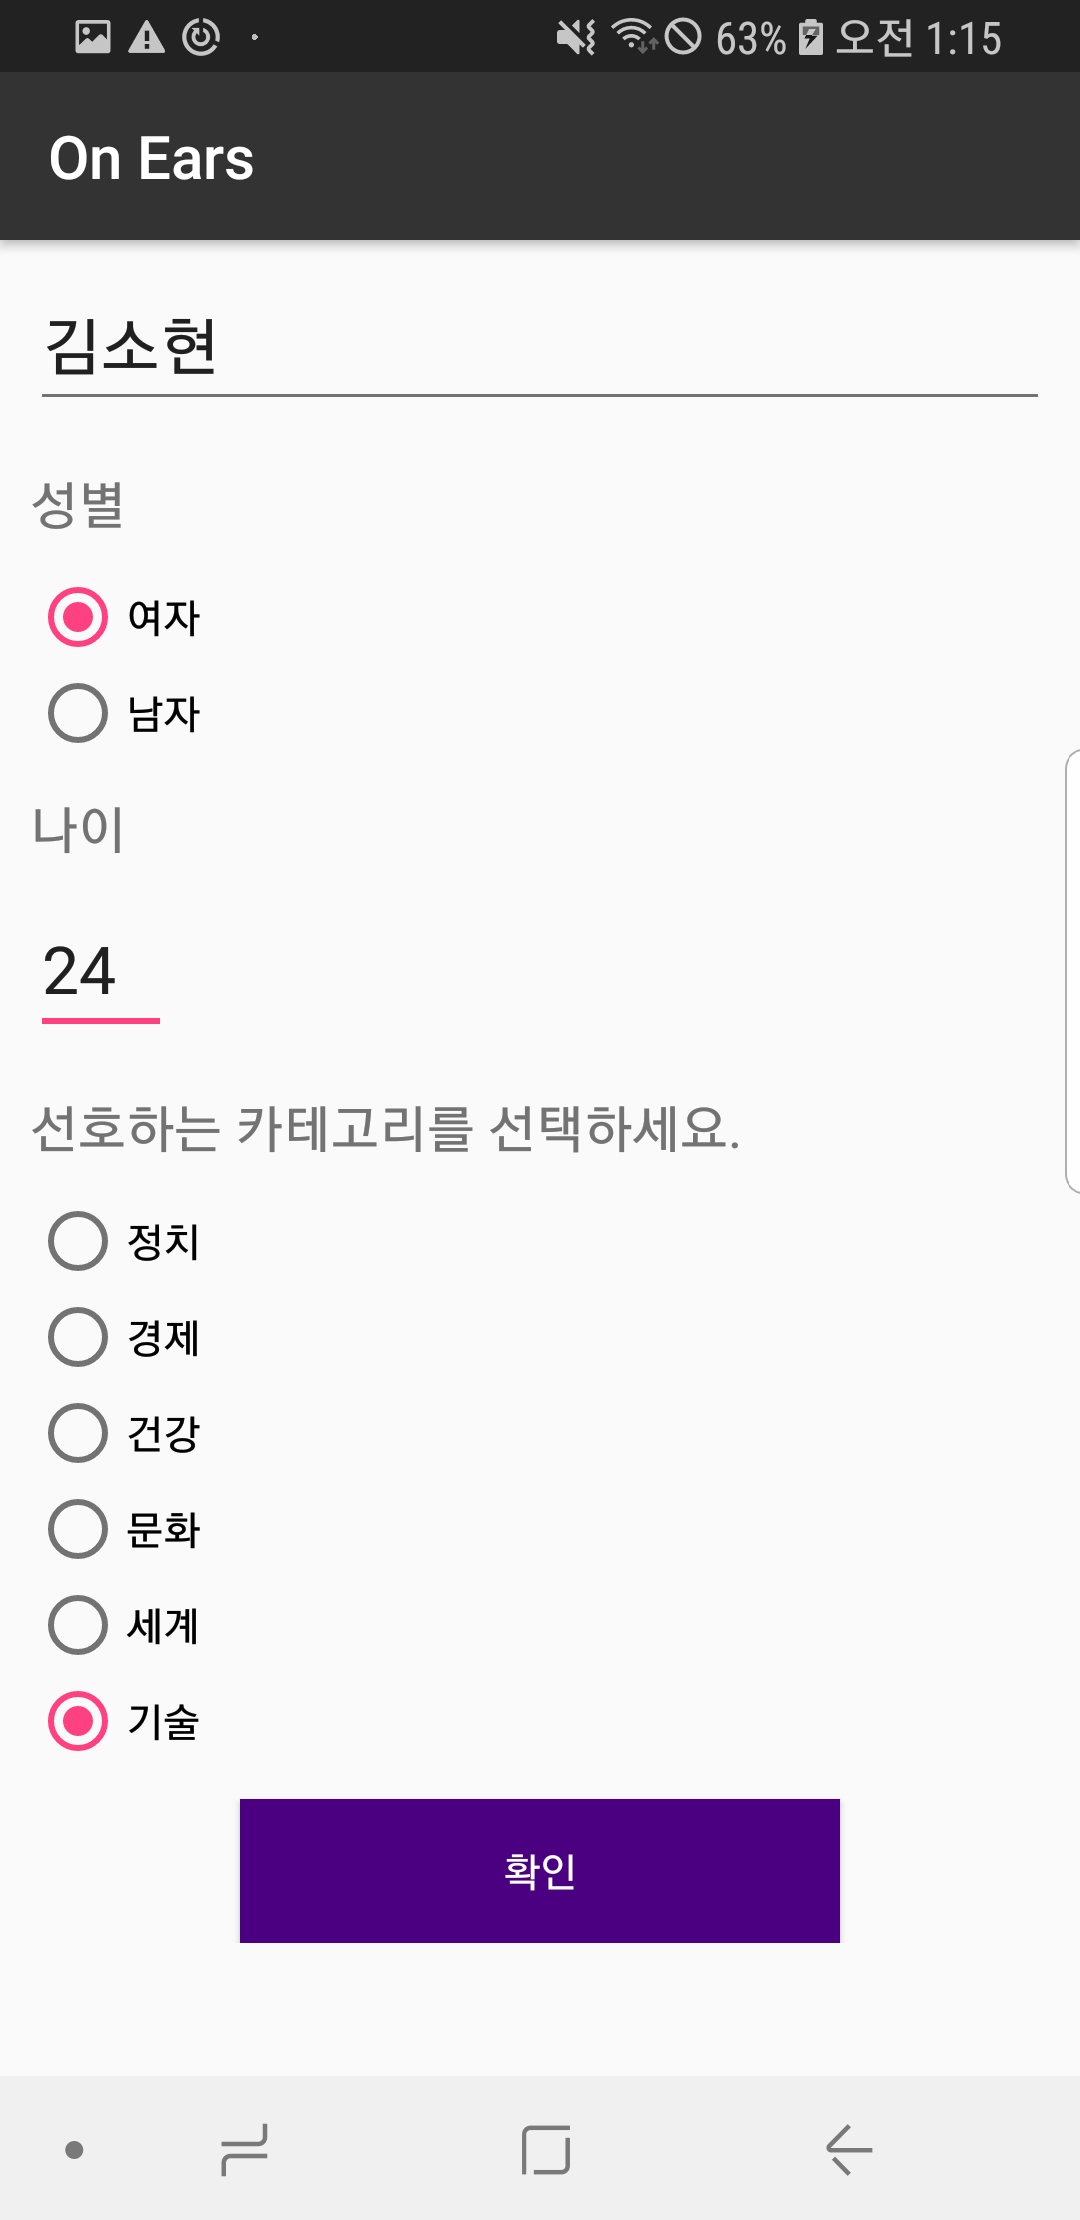 63% 오전 1:15
On Ears
김소현
성별
여자
남자
나이
24
선호하는 카테고리를 선택하세요.
정치
경제
건강
문화
세계
기술
확인